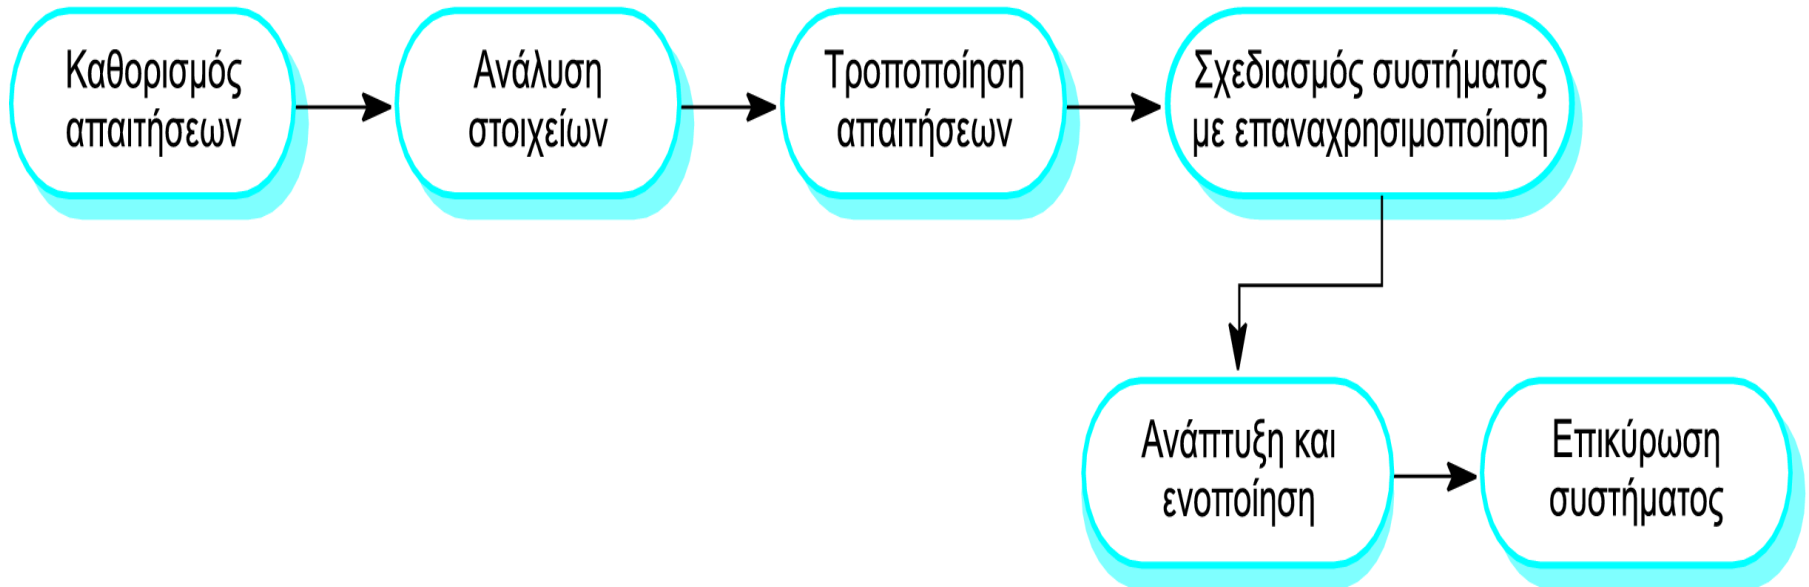 Καθορισμός
απαιτήσεων
Ανάλυση
στοιχείων
Τροποποίηση
απαιτήσεων
Σχεδιασμός συστήματος
με επαναχρησιμοποίηση
Ανάπτυξη και
ενοποίηση
Επικύρωση
συστήματος